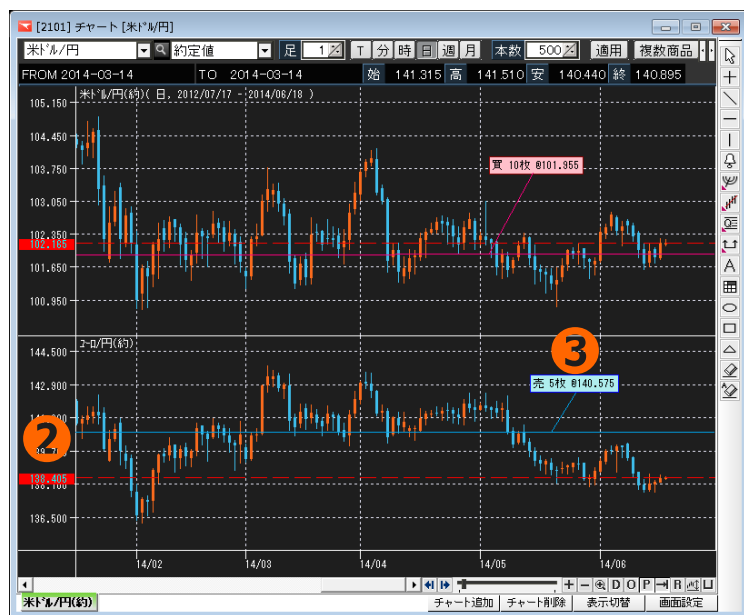 [2101] チャート [米ドル/円]
米ドル/円 約定値 足 1 T 分 時 日 週 月 本数 500 適用 複数商品
FROM 2014-03-14 TO 2014-03-14 始 141.315 高 141.510 安 140.440 終 140.895
米ドル/円(約)( 日, 2012/07/17 - 2014/06/18 )
105.150
104.450
103.750
買 10枚 @101.955
103.050
102.350
102.185
101.650
100.950
ユーロ/円(約)
144.500
3
142.900
売 5枚 @140.575
2
138.405
136.500
14/02 14/03 14/04 14/05 14/06
D O P R
米ドル/円(約) チャート追加 チャート削除 表示切替 画面設定